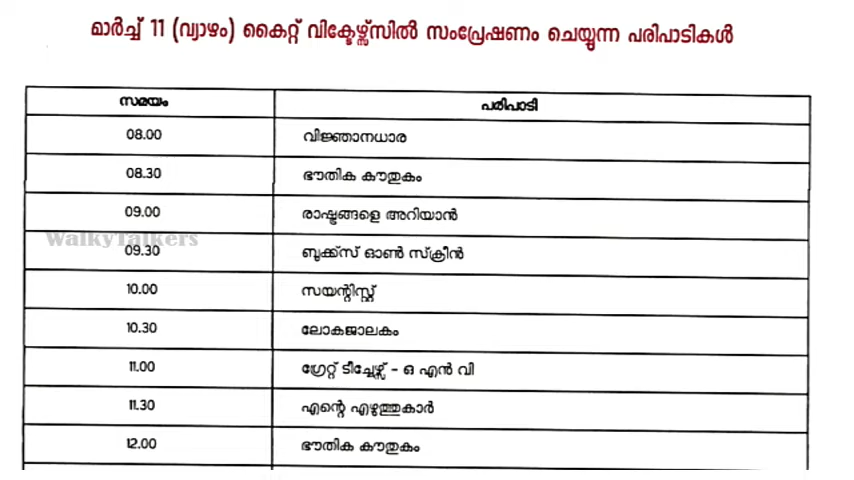 മാർച്ച് 11 (വ്യാഴം) കൈറ്റ് വിക്ടേഴ്സിൽ സംപ്രേഷണം ചെയ്യുന്ന പരിപാടികൾ
സമയം പരിപാടി
08.00 വിജ്ഞാനധാര
08.30 ഭൗതിക കൗതുകം
09.00 രാഷ്ട്രങ്ങളെ അറിയാൻ
WalkyTalkers
09.30 ബുക്ക്സ് ഓൺ സ്ക്രീൻ
10.00 സയന്റിസ്റ്റ്
10.30 ലോകജാലകം
11.00 ഗ്രേറ്റ് ടീച്ചേഴ്സ് - ഒ എൻ വി
11.30 എന്റെ എഴുത്തുകാർ
12.00 ഭൗതിക കൗതുകം